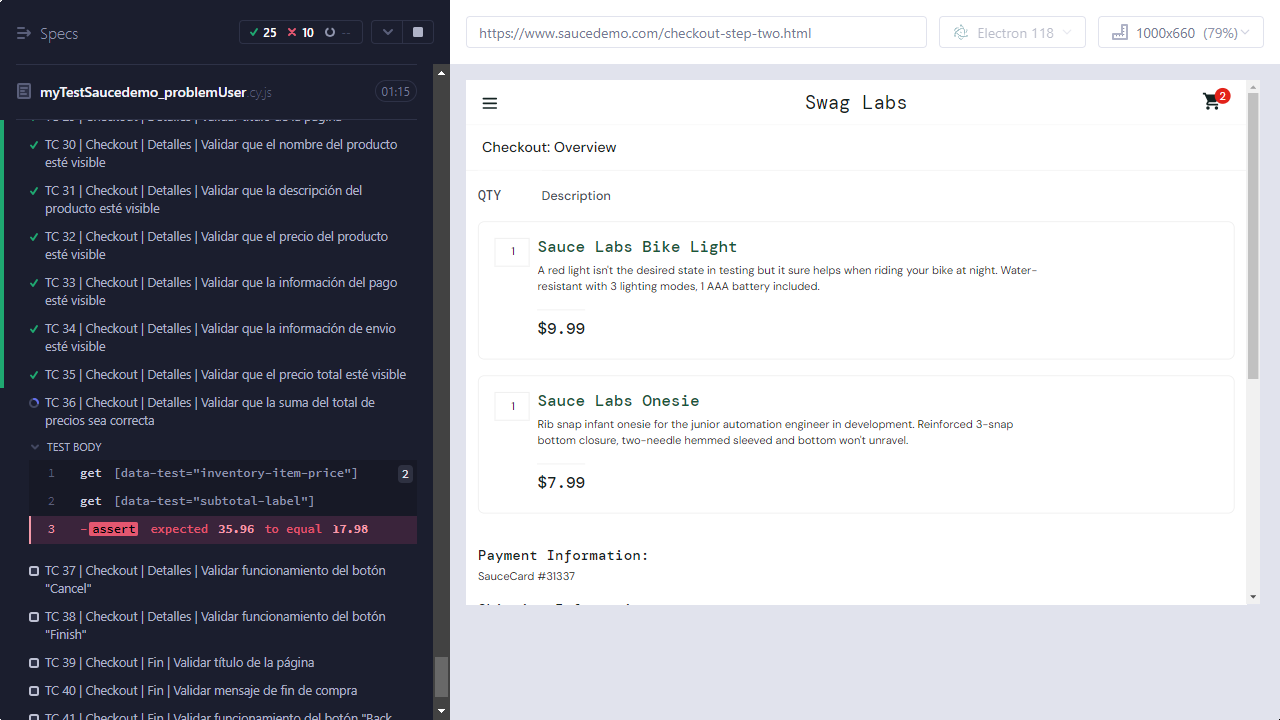 Specs
25 10 --
myTestSaucedemo_problemUser.cy.js 01:15
TC 30 | Checkout | Detalles | Validar que el nombre del producto
esté visible
TC 31 | Checkout | Detalles | Validar que la descripción del
producto esté visible
TC 32 | Checkout | Detalles | Validar que el precio del producto
esté visible
TC 33 | Checkout | Detalles | Validar que la información del pago
esté visible
TC 34 | Checkout | Detalles | Validar que la información de envio
esté visible
TC 35 | Checkout | Detalles | Validar que el precio total esté visible
TC 36 | Checkout | Detalles | Validar que la suma del total de
precios sea correcta
TEST BODY
1 get [data-test="inventory-item-price"] 2
2 get [data-test="subtotal-label"]
3 -assert expected 35.96 to equal 17.98
TC 37 | Checkout | Detalles | Validar funcionamiento del botón
"Cancel"
TC 38 | Checkout | Detalles | Validar funcionamiento del botón
"Finish"
TC 39 | Checkout | Fin | Validar título de la página
TC 40 | Checkout | Fin | Validar mensaje de fin de compra
TC 41 | Checkout | Fin | Validar funcionamiento del botón "Back
https://www.saucedemo.com/checkout-step-two.html
Electron 118
1000x660 (79%)
Swag Labs
2
Checkout: Overview
QTY Description
1 Sauce Labs Bike Light
A red light isn't the desired state in testing but it sure helps when riding your bike at night. Water-
resistant with 3 lighting modes, 1 AAA battery included.
$9.99
1 Sauce Labs Onesie
Rib snap infant onesie for the junior automation engineer in development. Reinforced 3-snap
bottom closure, two-needle hemmed sleeved and bottom won't unravel.
$7.99
Payment Information:
SauceCard #31337